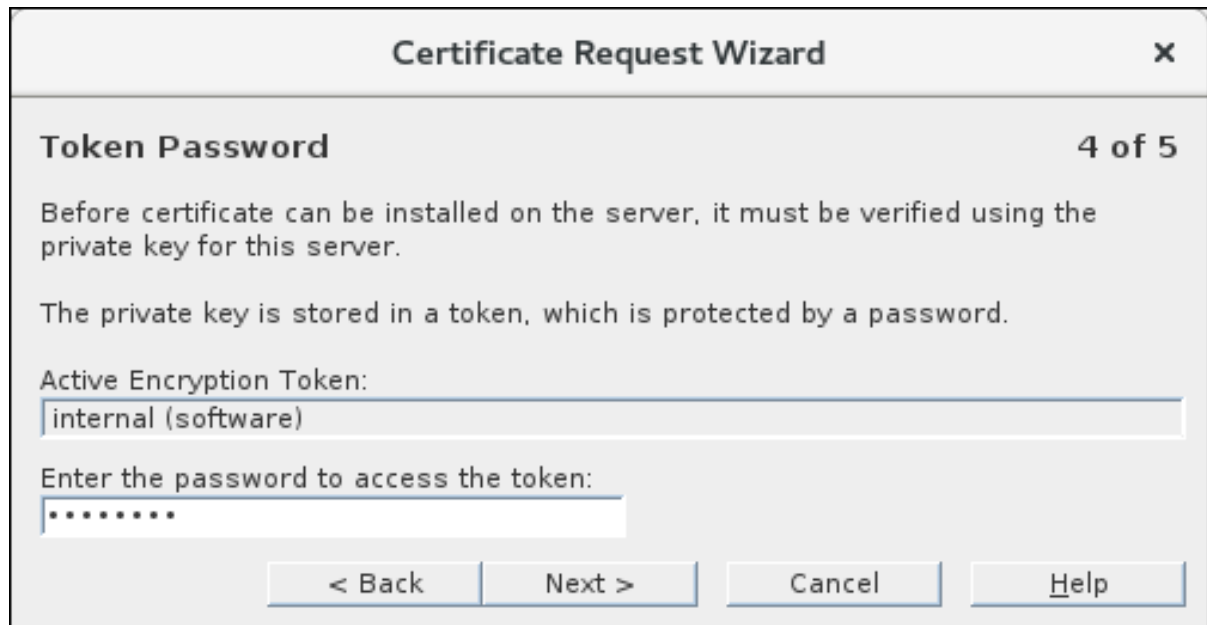 Certificate Request Wizard
Token Password
4 of 5
Before certificate can be installed on the server, it must be verified using the
private key for this server.
The private key is stored in a token, which is protected by a password.
Active Encryption Token:
internal (software)
Enter the password to access the token:
••••••••
< Back
Next >
Cancel
Help